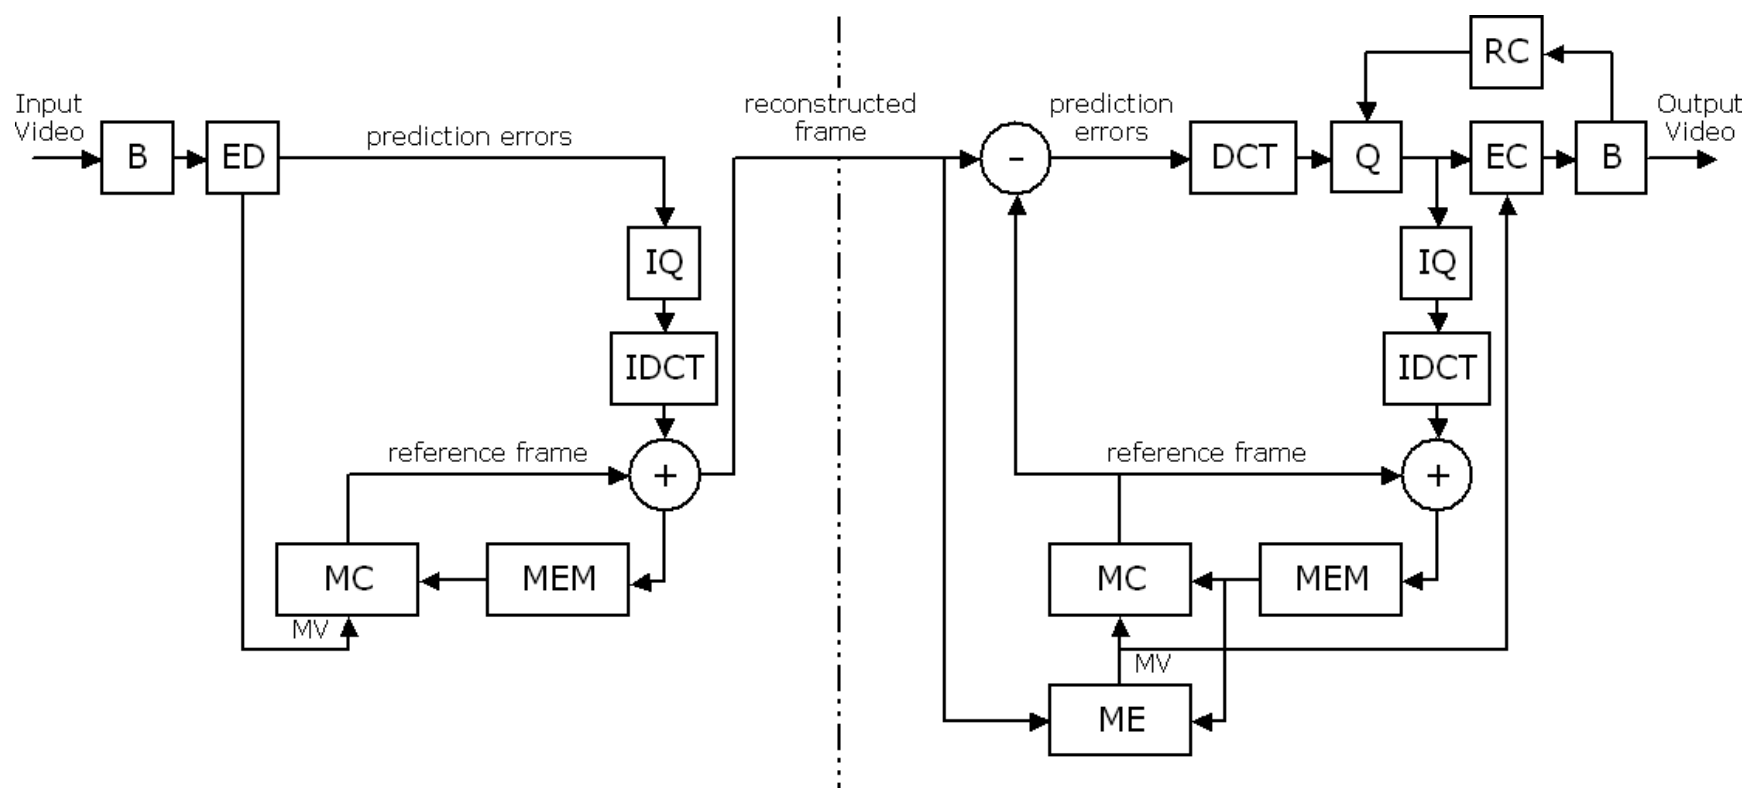 RC
Input
Video
reconstructed
frame
prediction
errors
Output
Video
B
ED
prediction errors
-
DCT
Q
EC
B
IQ
IQ
IDCT
IDCT
reference frame
+
reference frame
+
MC
MEM
MC
MEM
MV
MV
ME